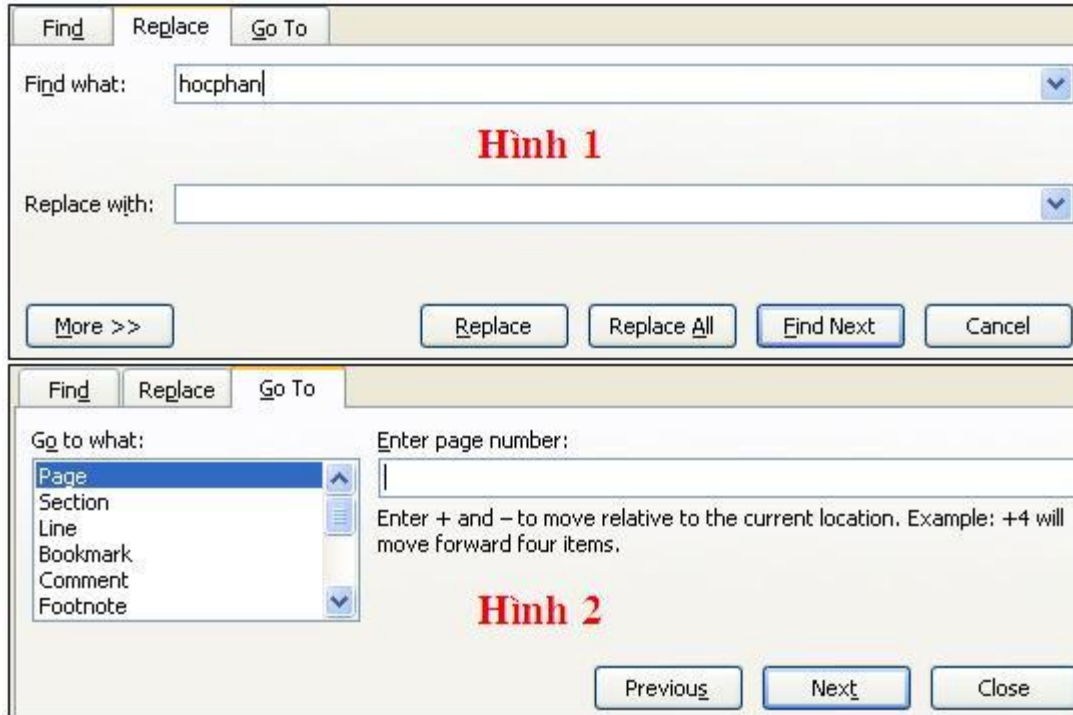 Find Replace Go To
Find what: hocphan
Hình 1
Replace with:
More >> Replace Replace All Find Next Cancel
Find Replace Go To
Go to what: Enter page number:
Page
Section
Line
Bookmark
Comment
Footnote
Enter + and – to move relative to the current location. Example: +4 will
move forward four items.
Hình 2
Previous Next Close